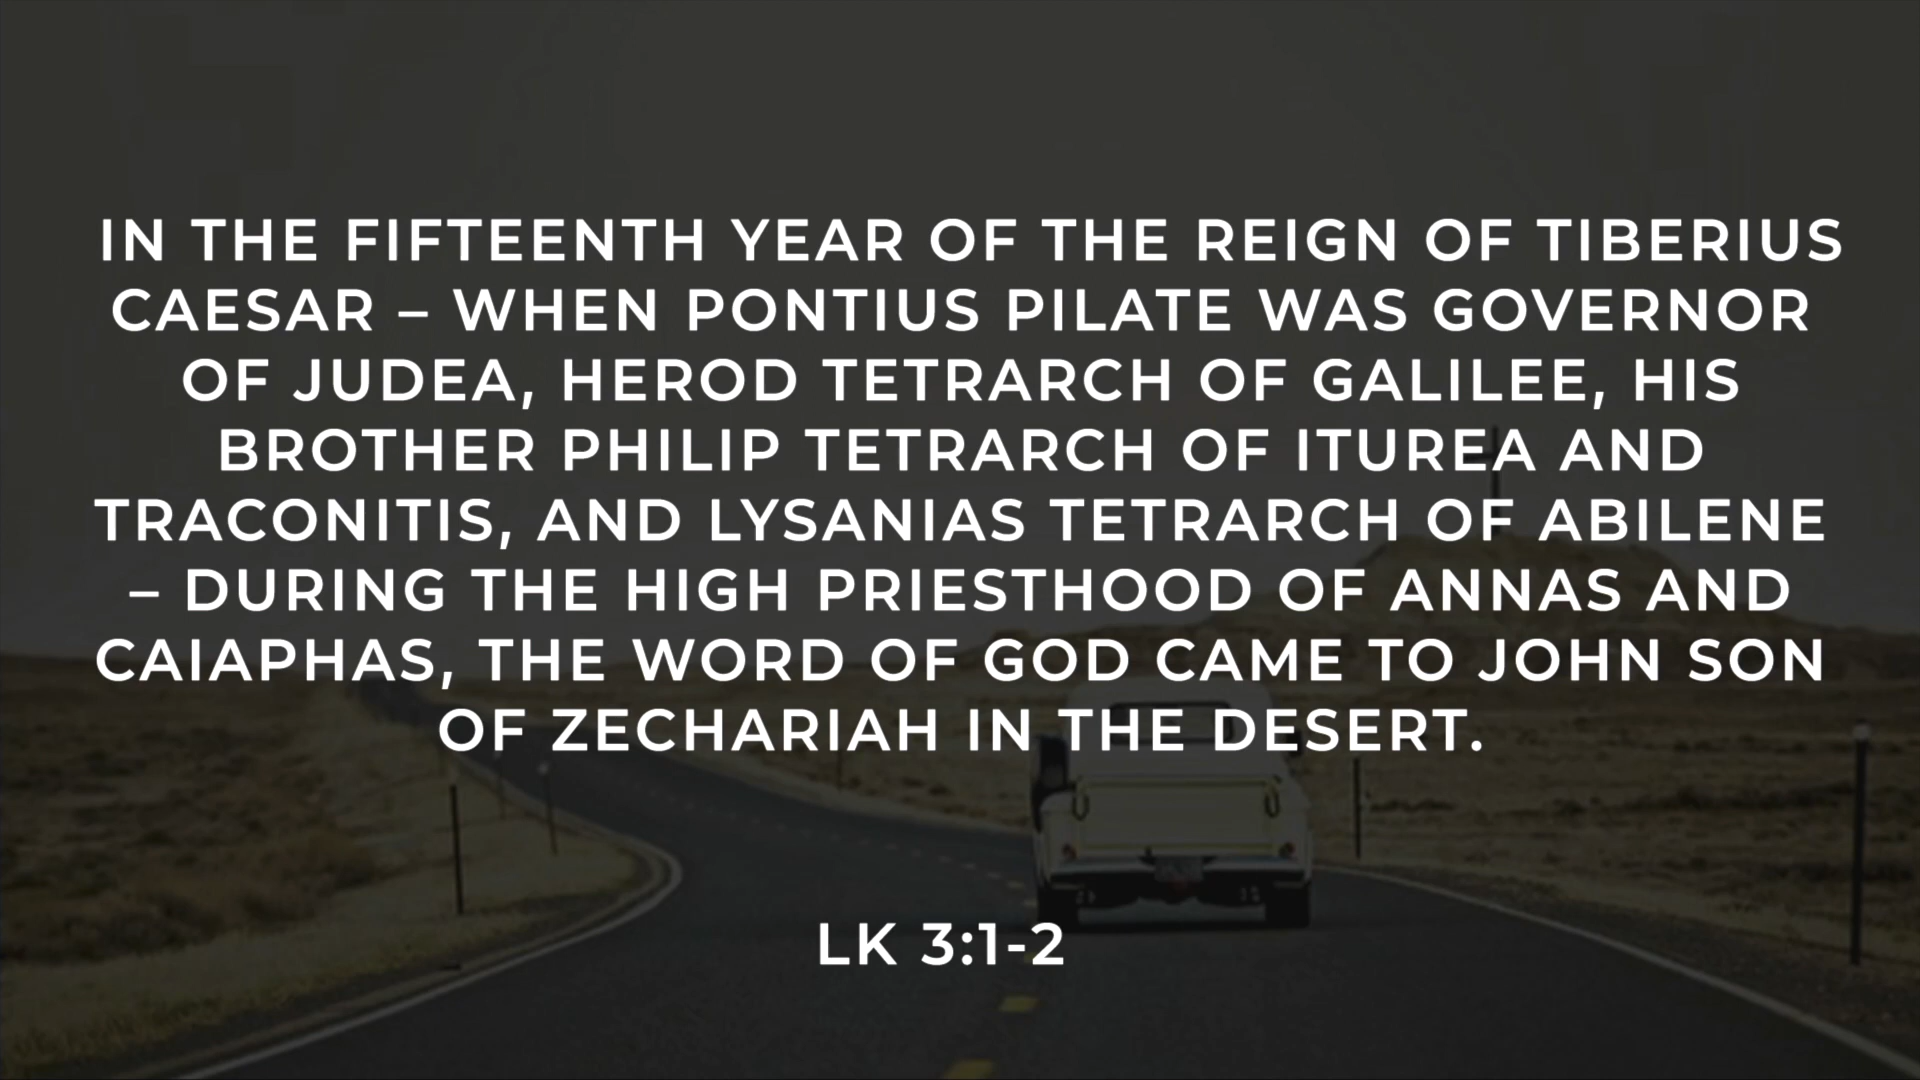 IN THE FIFTEENTH YEAR OF THE REIGN OF TIBERIUS
CAESAR – WHEN PONTIUS PILATE WAS GOVERNOR
OF JUDEA, HEROD TETRARCH OF GALILEE, HIS
BROTHER PHILIP TETRARCH OF ITUREA AND
TRACONITIS, AND LYSANIAS TETRARCH OF ABILENE
– DURING THE HIGH PRIESTHOOD OF ANNAS AND
CAIAPHAS, THE WORD OF GOD CAME TO JOHN SON
OF ZECHARIAH IN THE DESERT.
LK 3:1-2